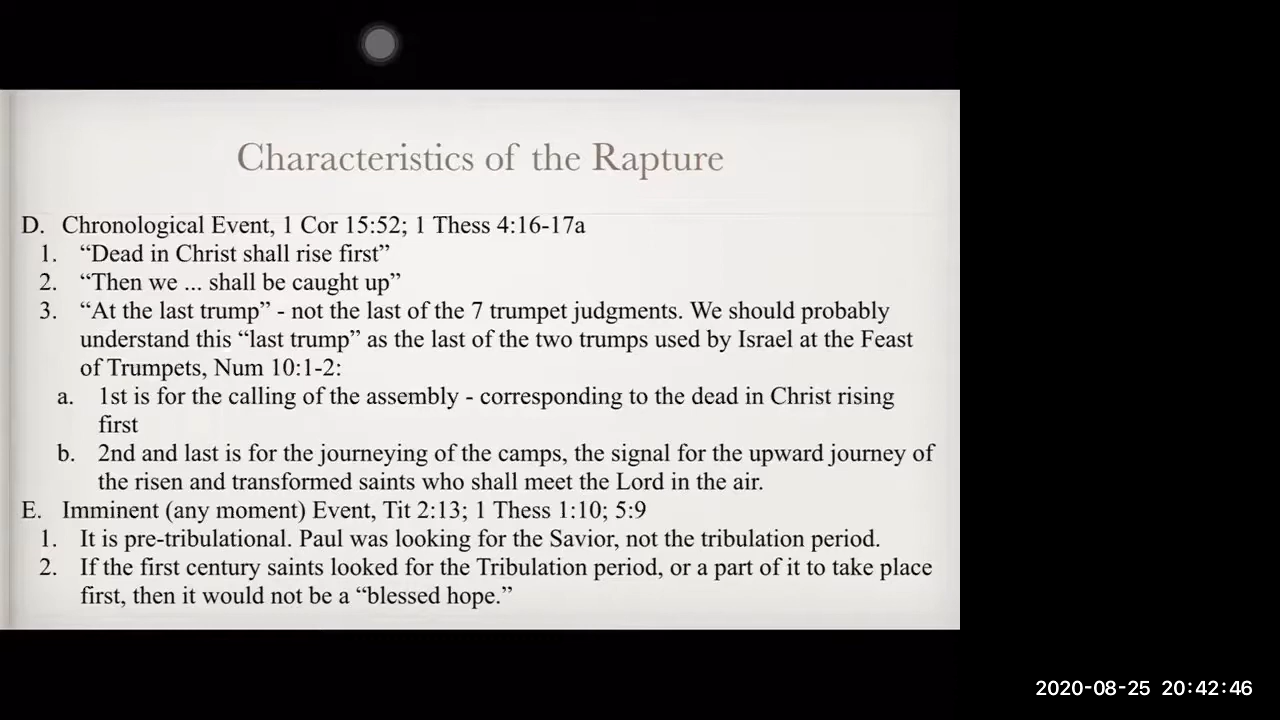 Characteristics of the Rapture
D. Chronological Event, 1 Cor 15:52; 1 Thess 4:16-17a
1. “Dead in Christ shall rise first”
2. “Then we ... shall be caught up”
3. “At the last trump” - not the last of the 7 trumpet judgments. We should probably
understand this “last trump” as the last of the two trumps used by Israel at the Feast
of Trumpets, Num 10:1-2:
a. 1st is for the calling of the assembly - corresponding to the dead in Christ rising
first
b. 2nd and last is for the journeying of the camps, the signal for the upward journey of
the risen and transformed saints who shall meet the Lord in the air.
E. Imminent (any moment) Event, Tit 2:13; 1 Thess 1:10; 5:9
1. It is pre-tribulational. Paul was looking for the Savior, not the tribulation period.
2. If the first century saints looked for the Tribulation period, or a part of it to take place
first, then it would not be a “blessed hope.”
2020-08-25 20:42:46